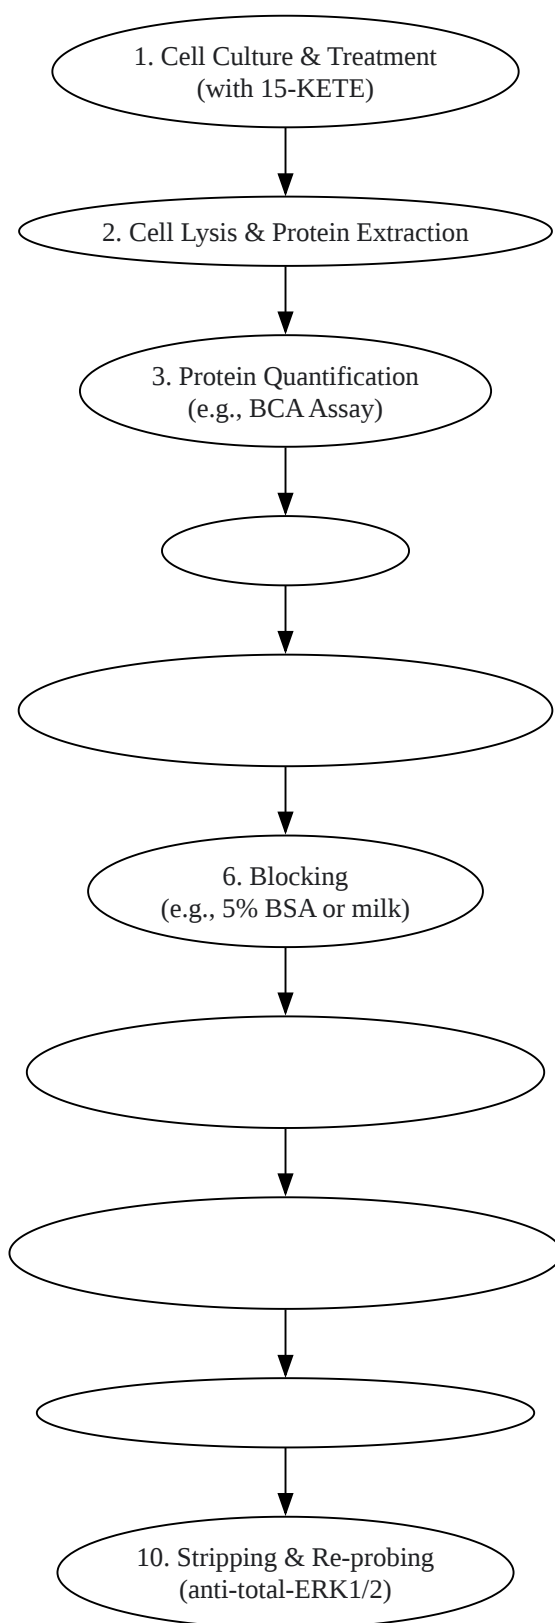 1. Cell Culture & Treatment
(with 15-KETE)
2. Cell Lysis & Protein Extraction
3. Protein Quantification
(e.g., BCA Assay)
6. Blocking
(e.g., 5% BSA or milk)
10. Stripping & Re-probing
(anti-total-ERK1/2)